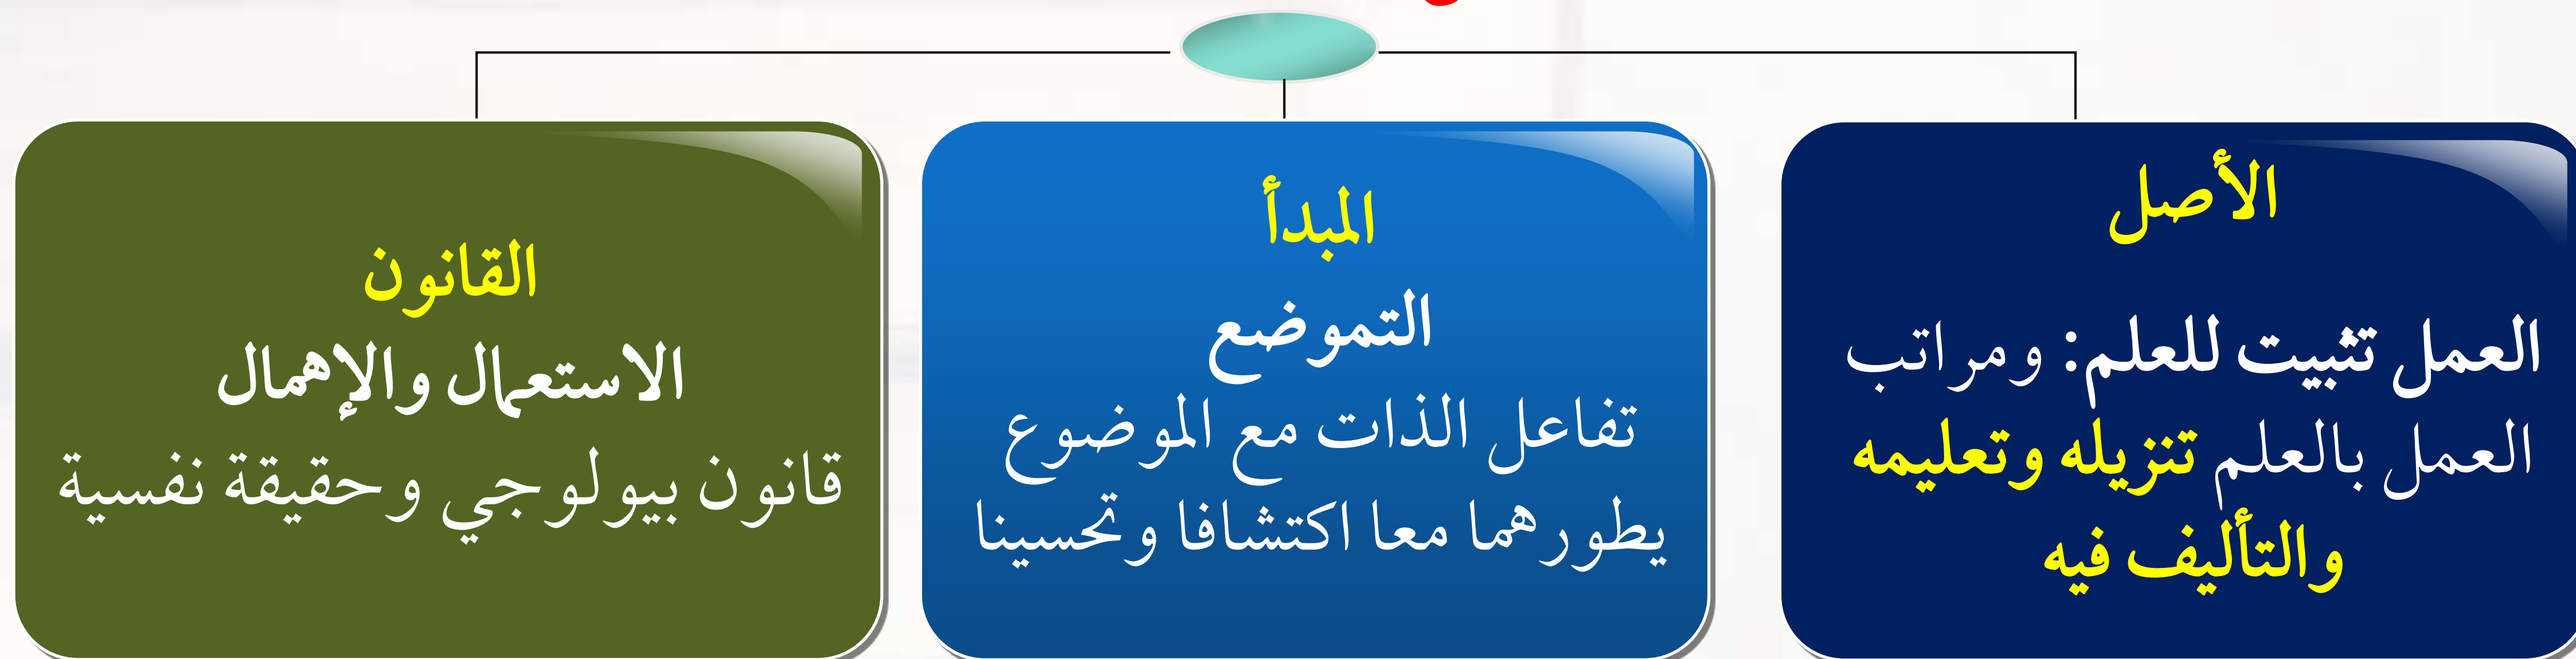 الأصل
العمل تثبيت للعلم: ومراتب
العمل بالعلم تنزيله وتعليمه
والتأليف فيه
المبدأ
التموضع
تفاعل الذات مع الموضوع
يطورهما معا اكتشافا وتحسينا
القانون
الاستعمال والإهمال
قانون بيولوجي وحقيقة نفسية